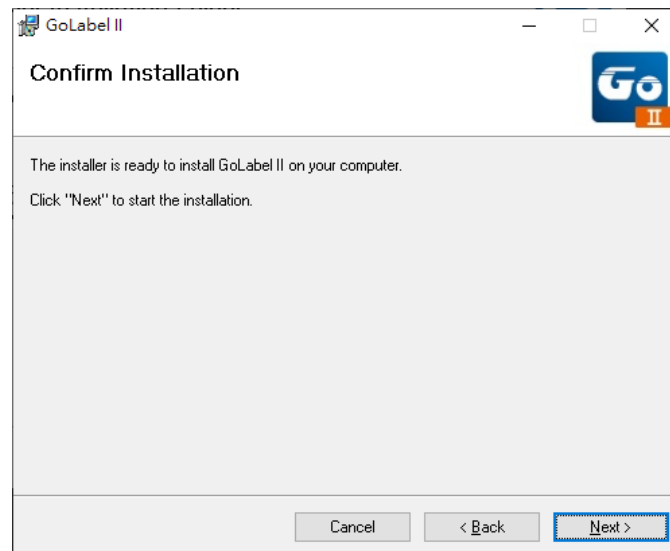 GoLabel II
Confirm Installation
Go
II
The installer is ready to install GoLabel II on your computer.
Click "Next" to start the installation.
Cancel
< Back
Next >